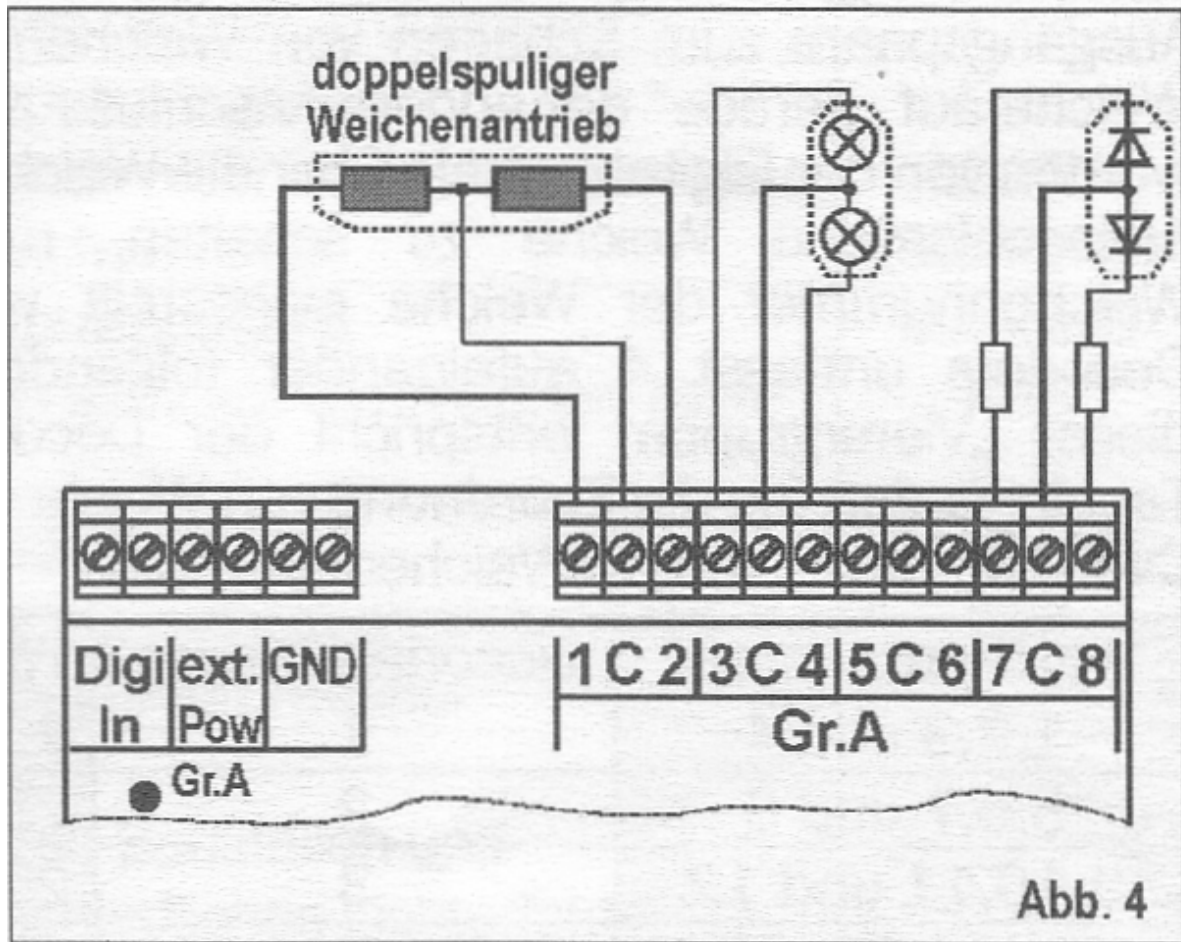 doppelspuliger
Weichenantrieb
Digi ext. GND
In Pow
Gr.A
1 C 2 3 C 4 5 C 6 7 C 8
Gr.A
Abb. 4